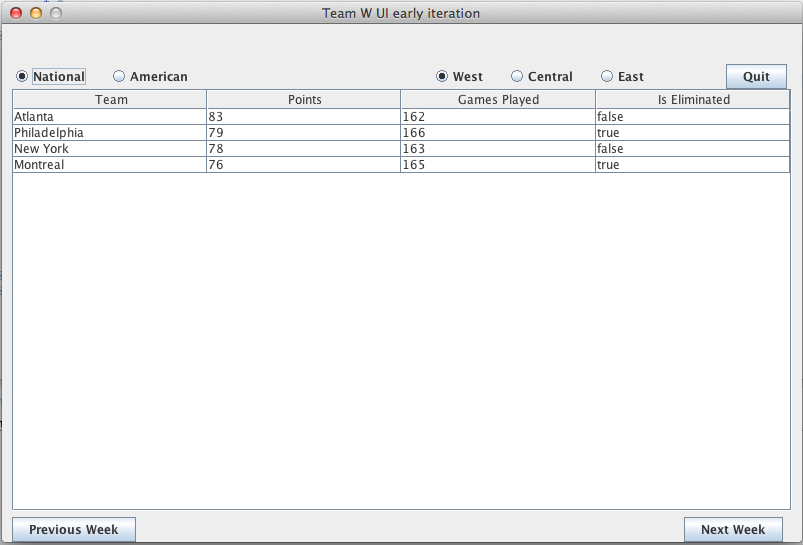 Team W UI early iteration
National American West Central East Quit
Team Points Games Played Is Eliminated
Atlanta 83 162 false
Philadelphia 79 166 true
New York 78 163 false
Montreal 76 165 true
Previous Week Next Week